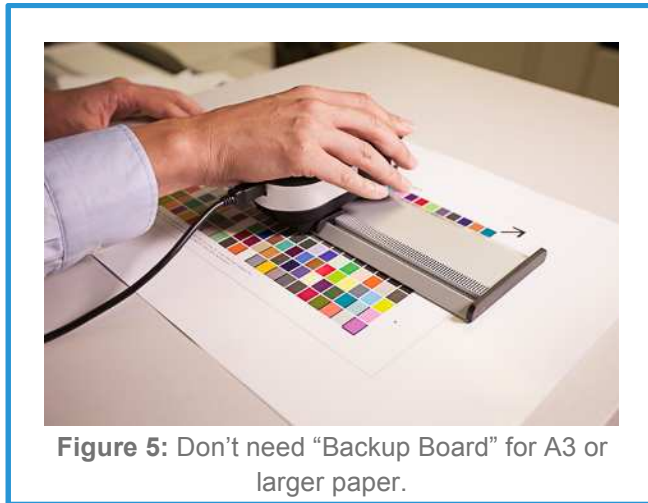 Figure 5: Don’t need “Backup Board” for A3 or
larger paper.